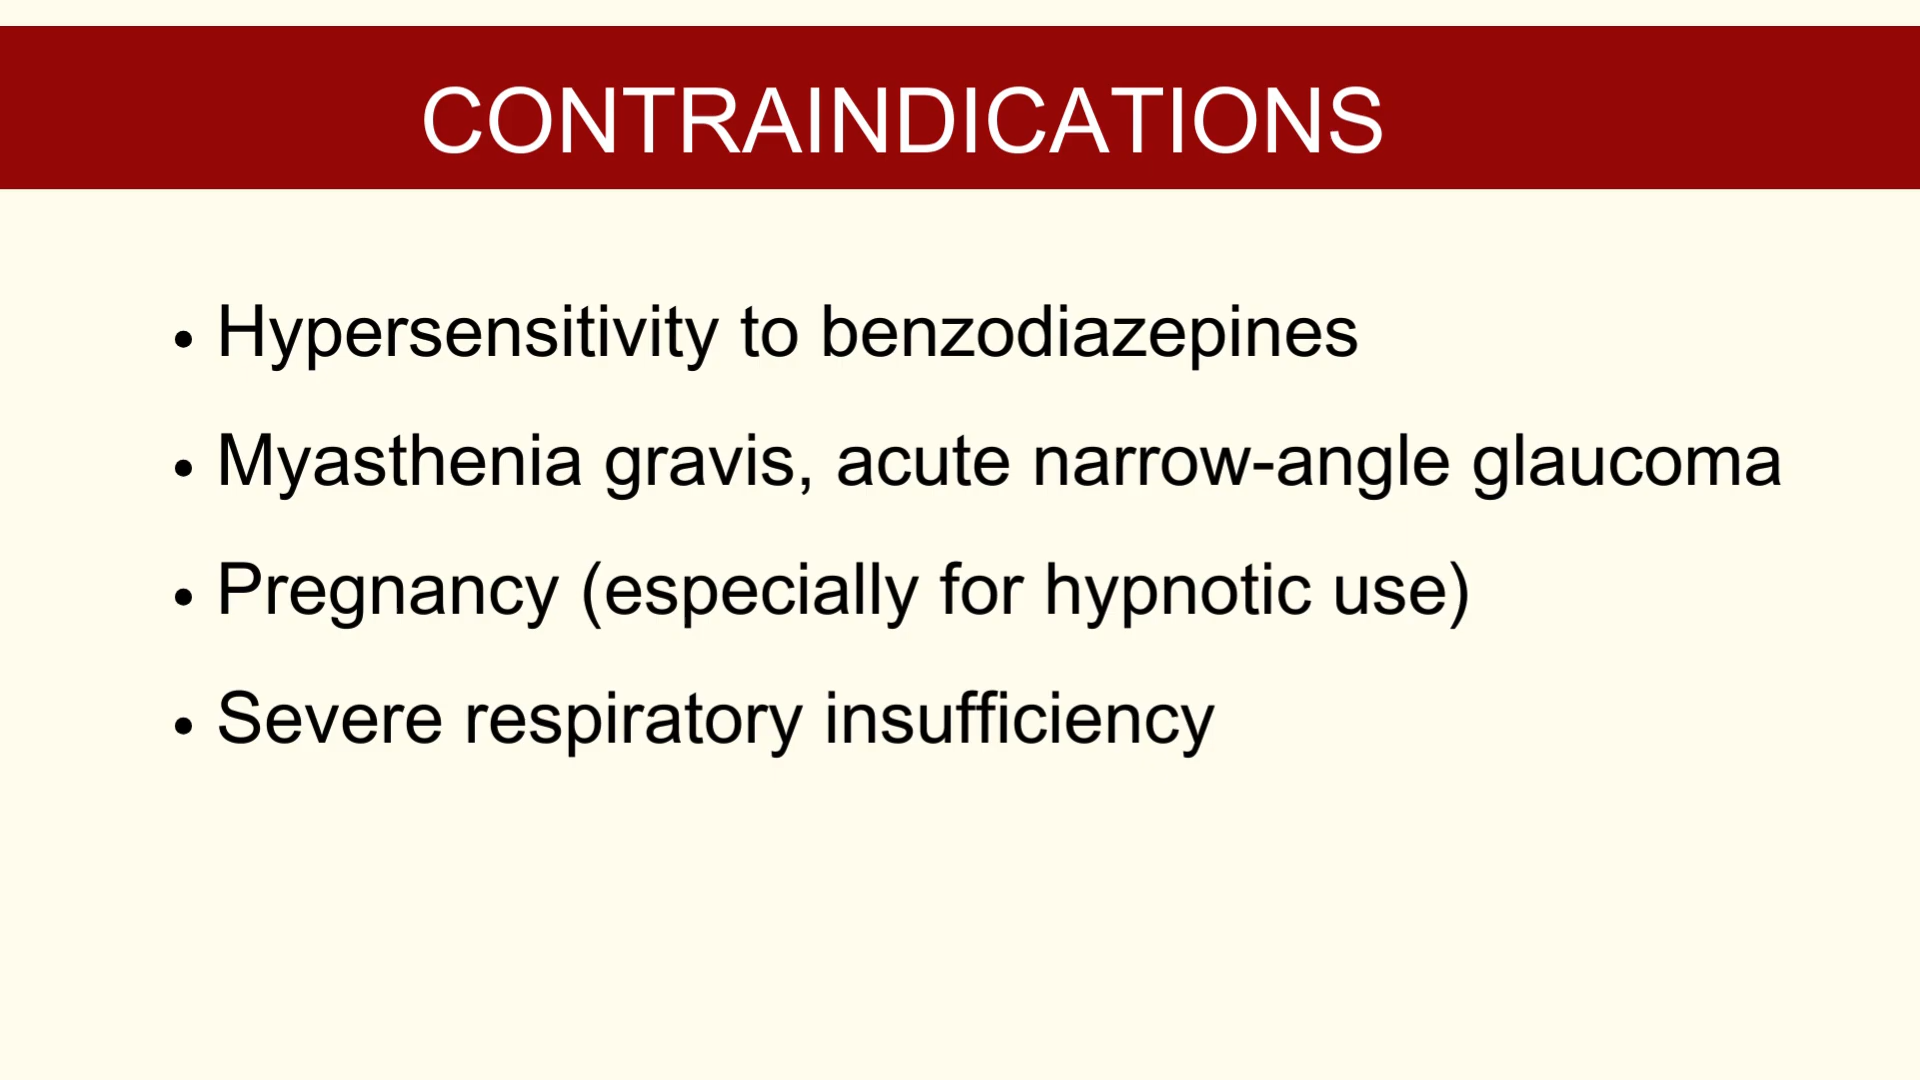 CONTRAINDICATIONS
• Hypersensitivity to benzodiazepines
• Myasthenia gravis, acute narrow-angle glaucoma
• Pregnancy (especially for hypnotic use)
• Severe respiratory insufficiency